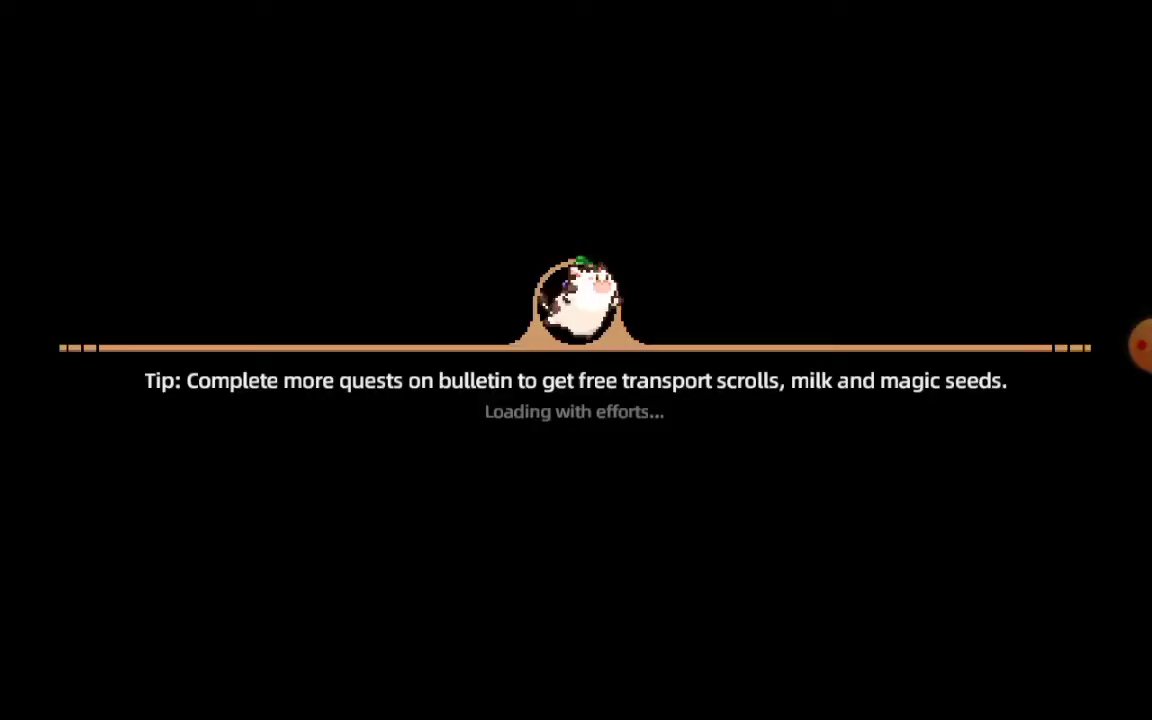 Tip: Complete more quests on bulletin to get free transport scrolls, milk and magic seeds.
Loading with efforts...